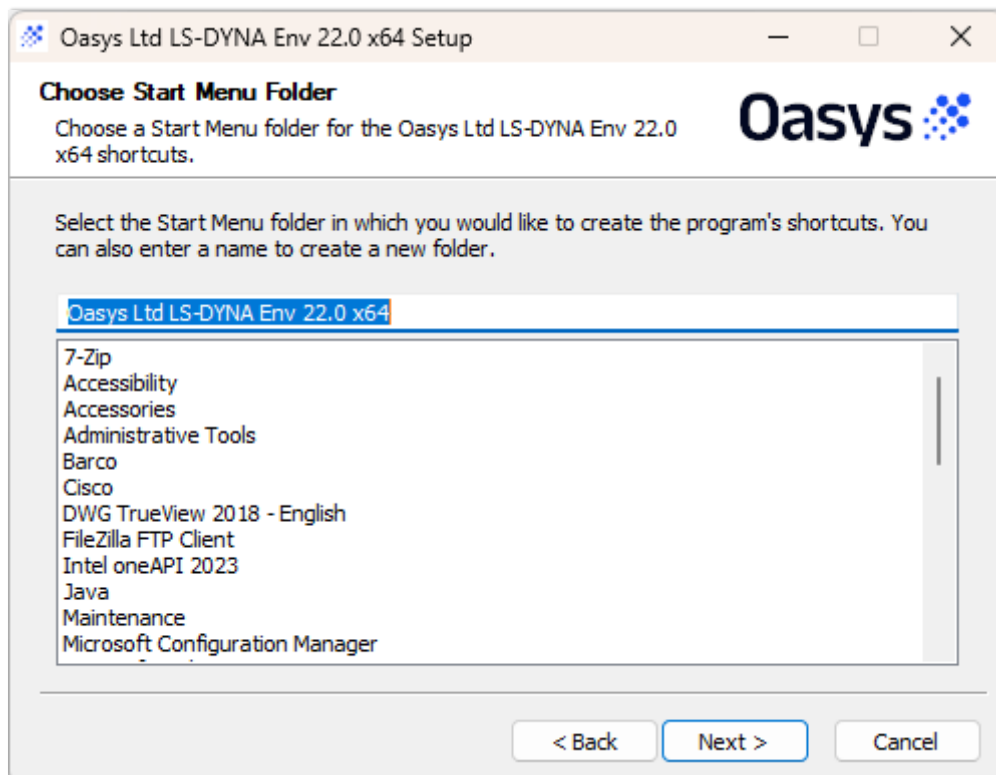 Oasys Ltd LS-DYNA Env 22.0 x64 Setup
Choose Start Menu Folder
Choose a Start Menu folder for the Oasys Ltd LS-DYNA Env 22.0
x64 shortcuts.
Oasys
Select the Start Menu folder in which you would like to create the program's shortcuts. You
can also enter a name to create a new folder.
Oasys Ltd LS-DYNA Env 22.0 x64
7-Zip
Accessibility
Accessories
Administrative Tools
Barco
Cisco
DWG TrueView 2018 - English
FileZilla FTP Client
Intel oneAPI 2023
Java
Maintenance
Microsoft Configuration Manager
< Back
Next >
Cancel